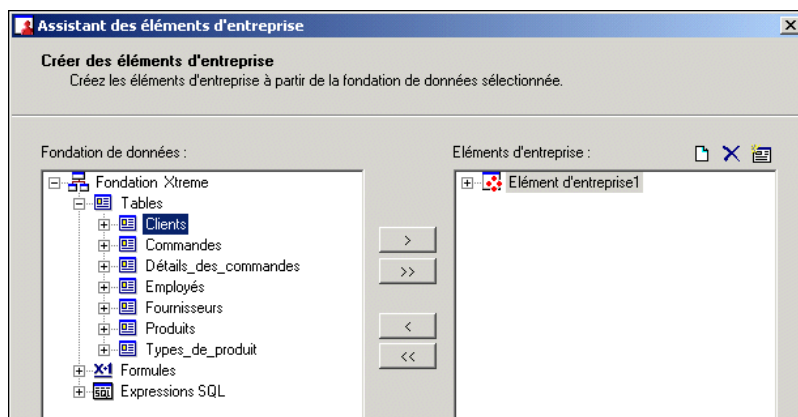 Assistant des éléments d'entreprise
Créer des éléments d'entreprise
Créez les éléments d'entreprise à partir de la fondation de données sélectionnée.
Fondation de données :
Eléments d'entreprise :
Fondation Xtreme
Tables
Clients
Commandes
Détails_des_commandes
Employés
Fournisseurs
Produits
Types_de_produit
Formules
Expressions SQL
>
>>
<
<<
Elément d'entreprise1